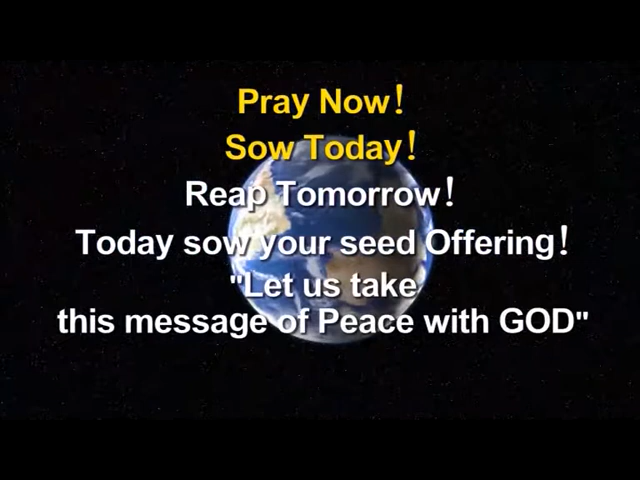 Pray Now!
Sow Today!
Reap Tomorrow!
Today sow your seed Offering!
"Let us take
this message of Peace with GOD"